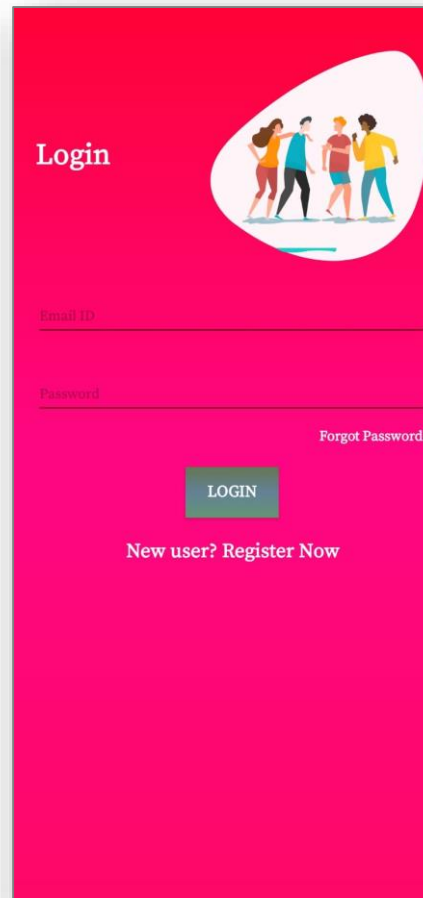 Login
Email ID
Password
Forgot Password
LOGIN
New user? Register Now